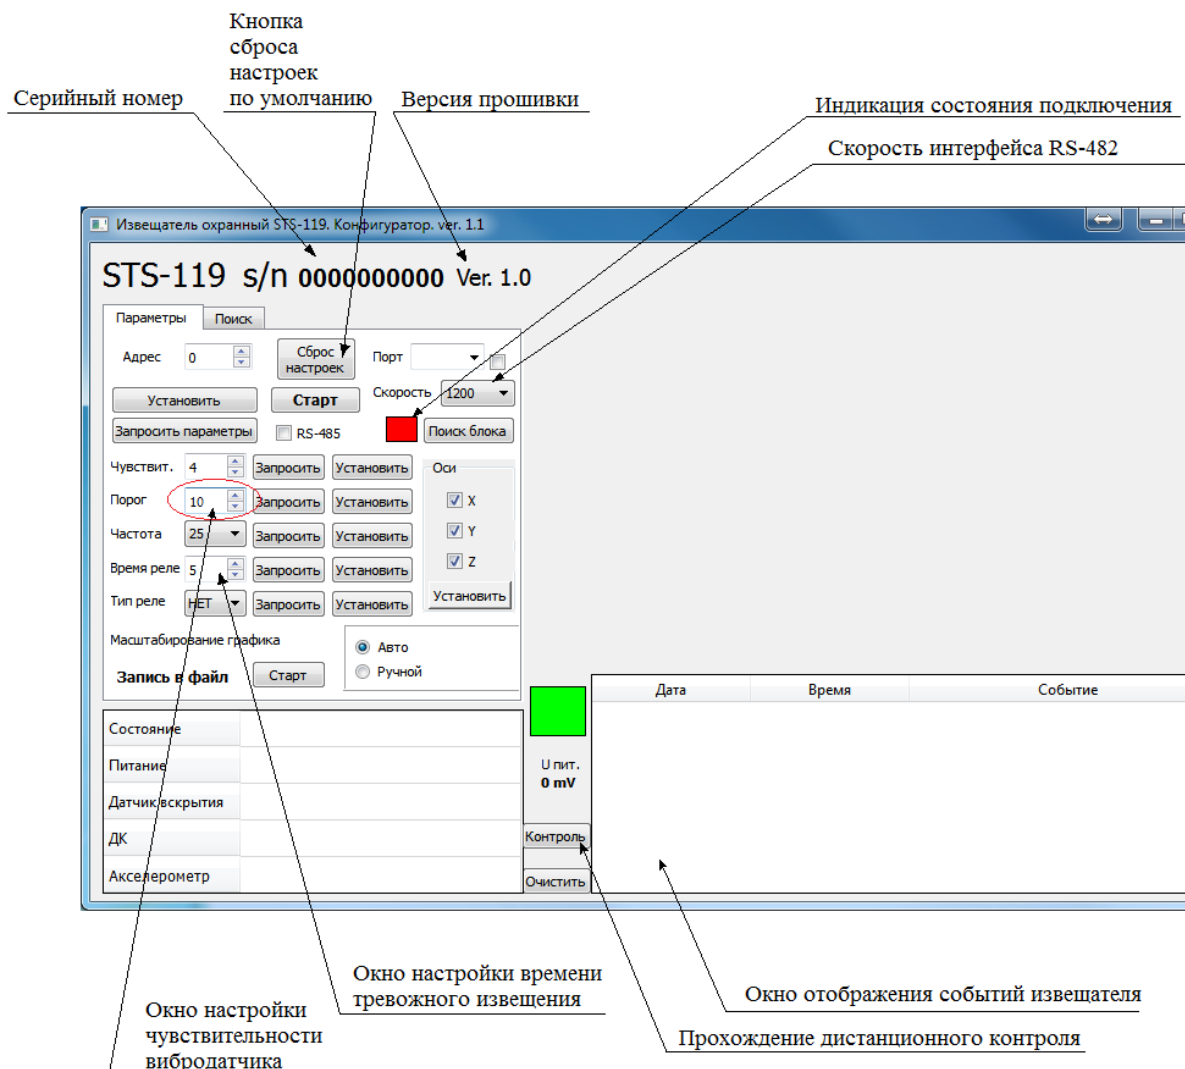 Кнопка
сброса
настроек
по умолчанию
Серийный номер
Версия прошивки
Индикация состояния подключения
Скорость интерфейса RS-482
Извещатель охранный STS-119. Конфигуратор. ver. 1.1
STS-119 s/n 0000000000 Ver. 1.0
Параметры Поиск
Адрес 0 Сброс настроек Порт
Установить Старт Скорость 1200
Запросить параметры RS-485 Поиск блока
Чувствит. 4 Запросить Установить Оси
Порог 10 Запросить Установить X
Частота 25 Запросить Установить Y
Время реле 5 Запросить Установить Z
Тип реле НЕТ Запросить Установить Установить
Масштабирование графика Авто
Запись в файл Старт Ручной
Дата Время Событие
Состояние
Питание U пит.
0 mV
Датчик вскрытия
ДК Контроль
Акселерометр Очистить
Окно настройки времени
тревожного извещения
Окно отображения событий извещателя
Окно настройки
чувствительности
вибродатчика
Прохождение дистанционного контроля